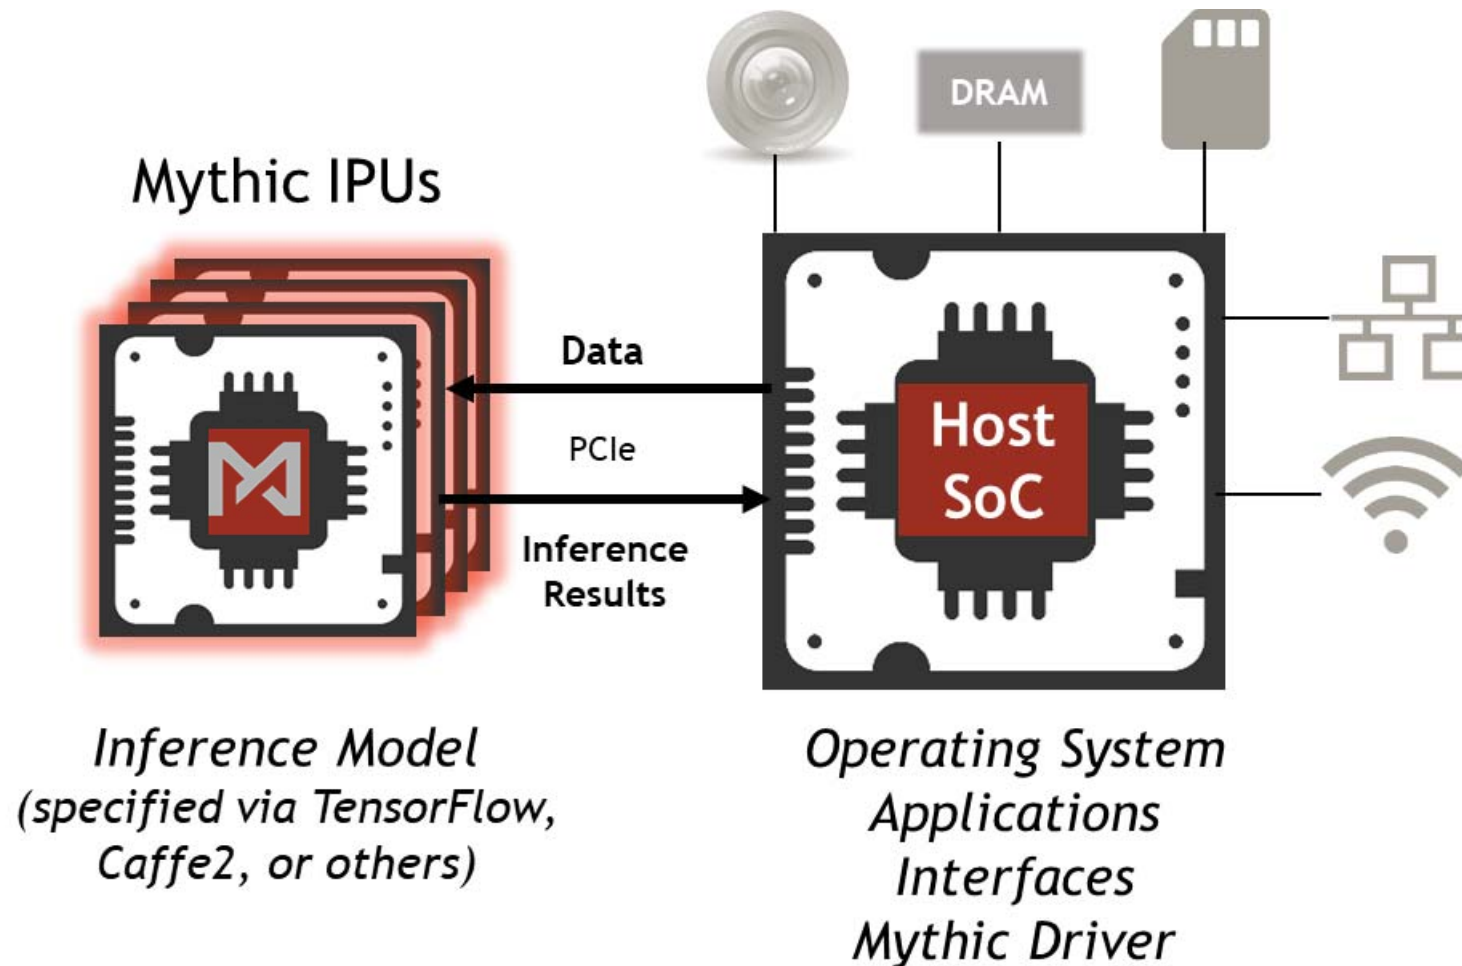 DRAM
Mythic IPUs
Data
PCIe
Inference
Results
Host
SoC
Inference Model
(specified via TensorFlow,
Caffe2, or others)
Operating System
Applications
Interfaces
Mythic Driver